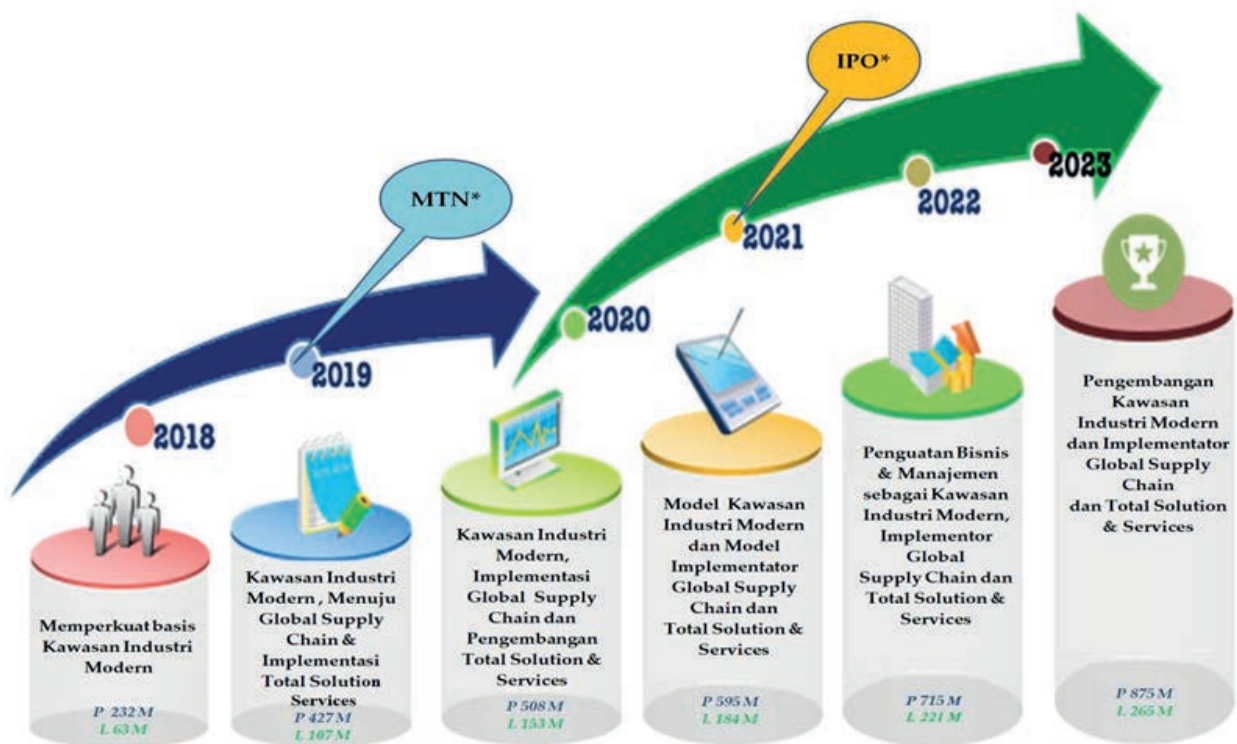 IPO*
MTN*
2018
2019
2020
2021
2022
2023
Memperkuat basis
Kawasan Industri
Modern
P 232 M
L 63 M
Kawasan Industri
Modern , Menuju
Global Supply
Chain &
Implementasi
Total Solution
Services
P 427 M
L 107 M
Kawasan Industri
Modern,
Implementasi
Global Supply
Chain dan
Pengembangan
Total Solution &
Services
P 508 M
L 153 M
Model Kawasan
Industri Modern
dan Model
Implementator
Global Supply
Chain dan
Total Solution &
Services
P 595 M
L 184 M
Penguatan Bisnis
& Manajemen
sebagai Kawasan
Industri Modern,
Implementor
Global
Supply Chain dan
Total Solution &
Services
P 715 M
L 221 M
Pengembangan
Kawasan
Industri Modern
dan Implementator
Global Supply
Chain
dan Total Solution
& Services
P 875 M
L 265 M